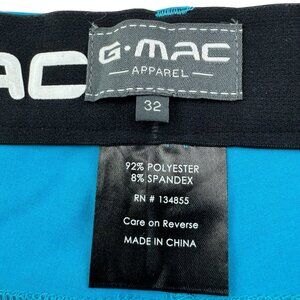 G·MAC
APPAREL
AC
32
92% POLYESTER
8% SPANDEX
RN # 134855
Care on Reverse
MADE IN CHINA